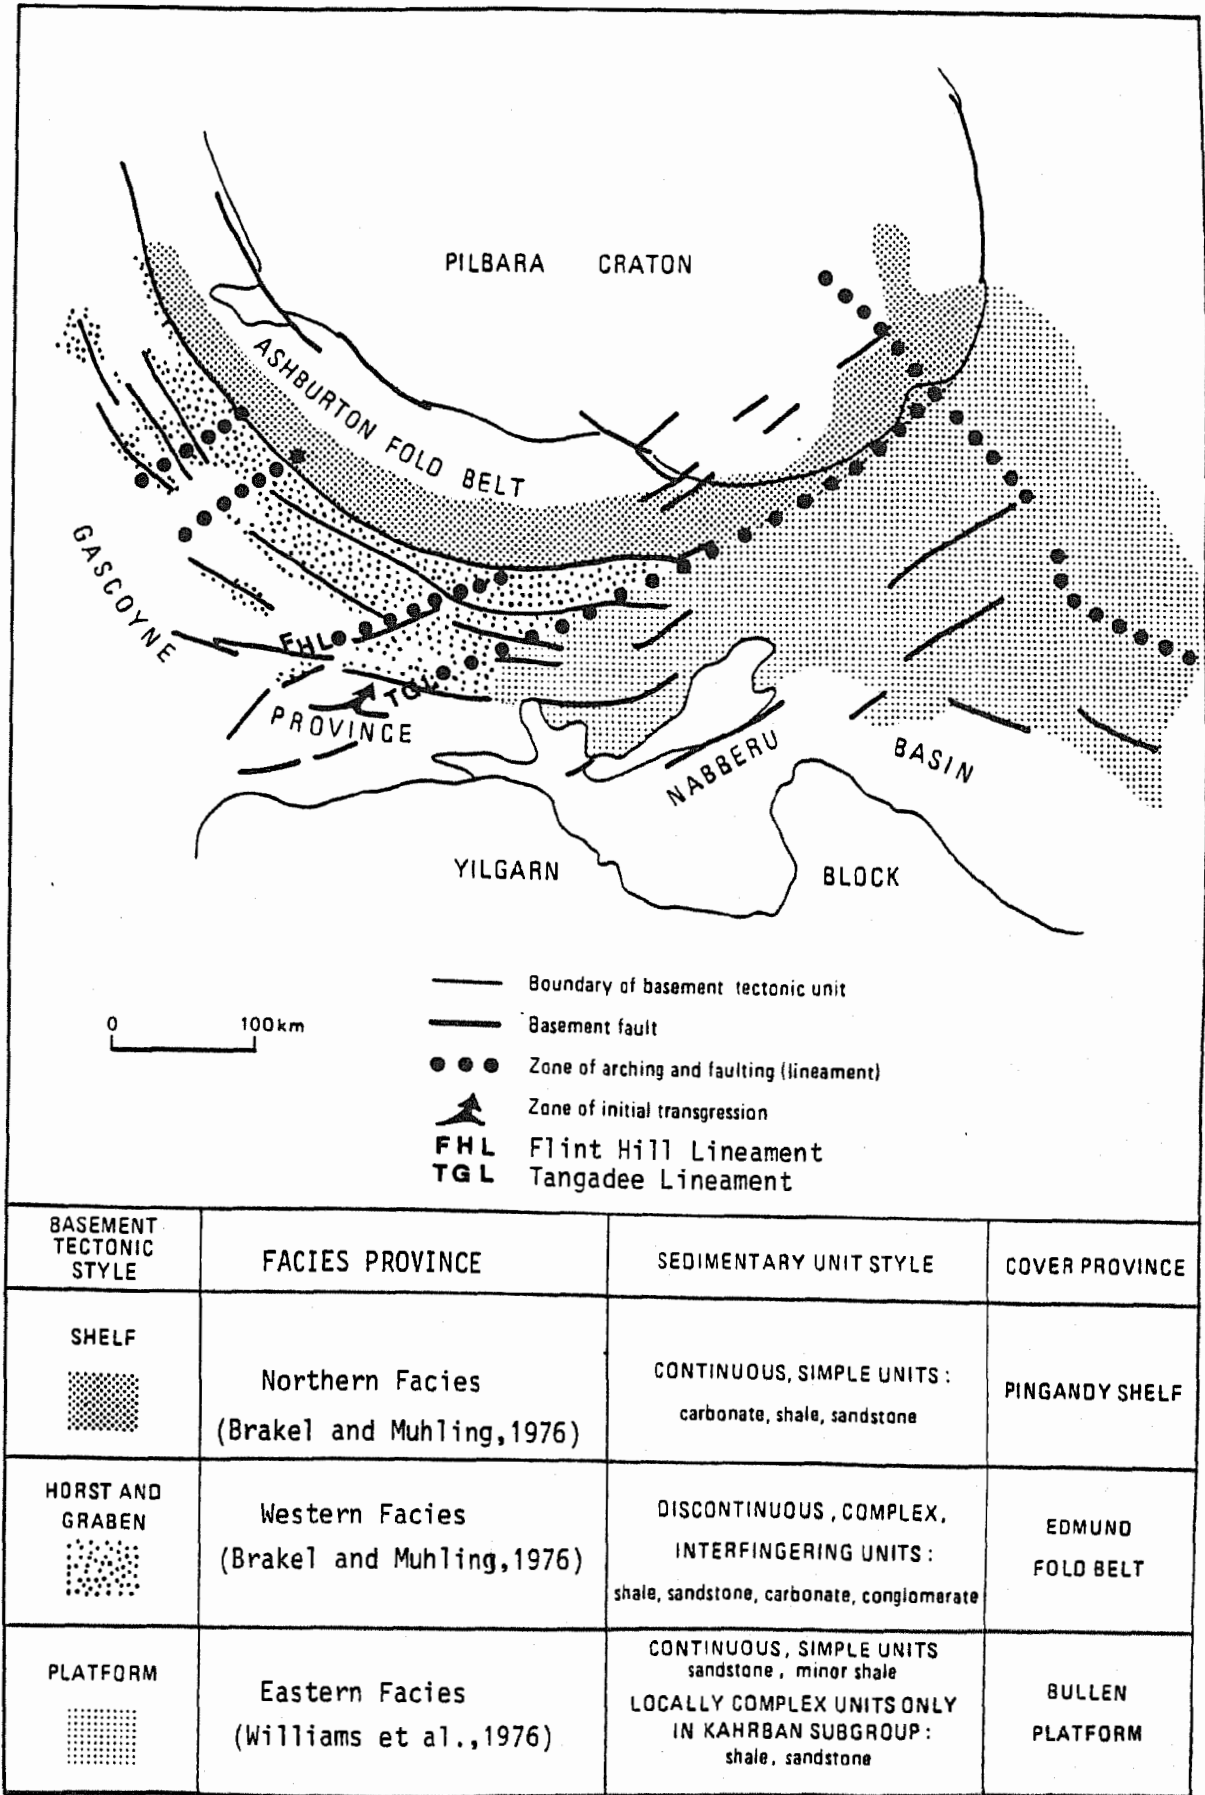 PILBARA CRATON
ASHBURTON FOLD BELT
GASCOYNE
FHL
TGL
PROVINCE
NABBERU
BASIN
YILGARN BLOCK
Boundary of basement tectonic unit
0 100km
Basement fault
Zone of arching and faulting (lineament)
Zone of initial transgression
FHL Flint Hill Lineament
TGL Tangadee Lineament
BASEMENT
TECTONIC
STYLE
FACIES PROVINCE
SEDIMENTARY UNIT STYLE
COVER PROVINCE
SHELF
Northern Facies
(Brakel and Muhling,1976)
CONTINUOUS, SIMPLE UNITS :
carbonate, shale, sandstone
PINGANDY SHELF
HORST AND
GRABEN
Western Facies
(Brakel and Muhling,1976)
DISCONTINUOUS, COMPLEX,
INTERFINGERING UNITS :
shale, sandstone, carbonate, conglomerate
EDMUND
FOLD BELT
PLATFORM
Eastern Facies
(Williams et al.,1976)
CONTINUOUS, SIMPLE UNITS
sandstone, minor shale
LOCALLY COMPLEX UNITS ONLY
IN KAHRBAN SUBGROUP :
shale, sandstone
BULLEN
PLATFORM